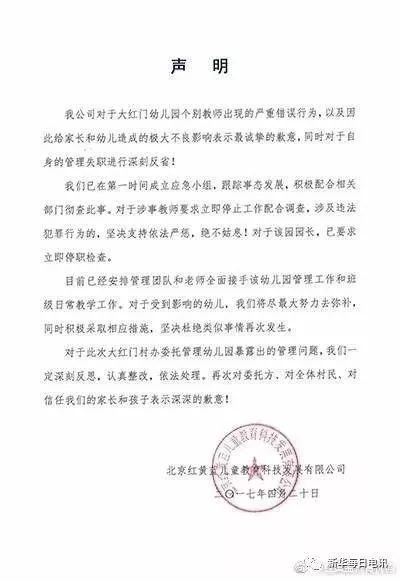 声 明
我公司对于大红门幼儿园个别教师出现的严重错误行为，以及因
此给家长和幼儿造成的极大不良影响表示最诚挚的歉意，同时对于自
身的管理失职进行深刻反省！
我们已在第一时间成立应急小组，跟踪事态发展，积极配合相关
部门彻查此事。对于涉事教师要求立即停止工作配合调查，涉及违法
犯罪行为的，坚决支持依法严惩，绝不姑息！对于该园园长，已要求
立即停职检查。
目前已经安排管理团队和老师全面接手该幼儿园管理工作和班
级日常教学工作。对于受到影响的幼儿，我们将尽最大努力去弥补，
同时积极采取相应措施，坚决杜绝类似事情再次发生。
对于此次大红门村办委托管理幼儿园暴露出的管理问题，我们一
定深刻反思，认真整改，依法处理。再次对委托方、对全体村民、对
信任我们的家长和孩子表示深深的歉意！
北京红黄蓝儿童教育科技发展有限公司
二〇一七年四月二十日
新华每日电讯